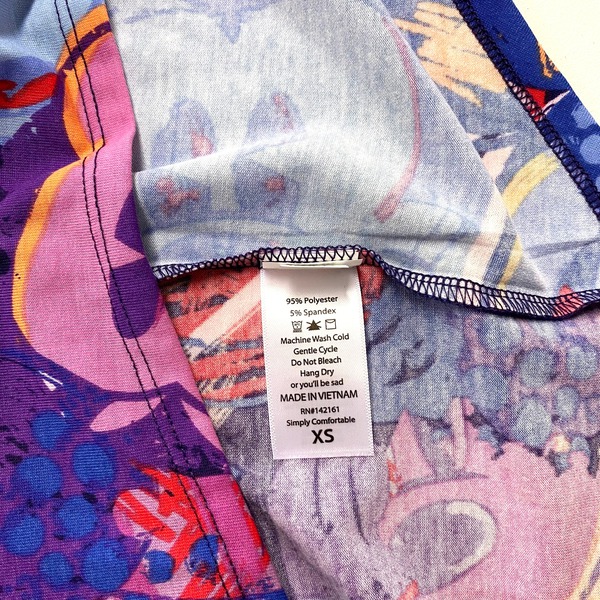 95% Polyester
5% Spandex
Machine Wash Cold
Gentle Cycle
Do Not Bleach
Hang Dry
or you'll be sad
MADE IN VIETNAM
RN#142161
Simply Comfortable
XS